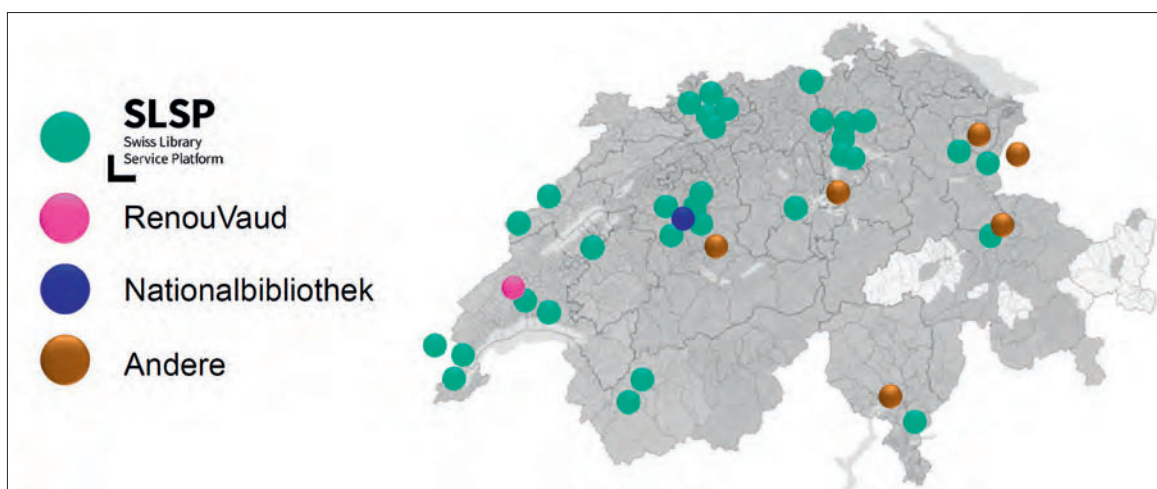 SLSP
Swiss Library
Service Platform
RenouVaud
Nationalbibliothek
Andere